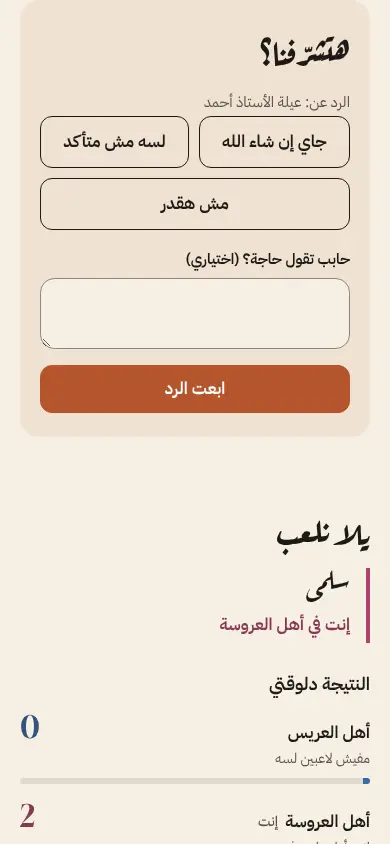 هتشرّفنا؟
الرد عن: عيلة الأستاذ أحمد
جاي إن شاء الله
لسه مش متأكد
مش هقدر
حابب تقول حاجة؟ (اختياري)
ابعت الرد
يلا نلعب
سلمى
إنت في أهل العروسة
النتيجة دلوقتي
أهل العريس 0
مفيش لاعبين لسه
أهل العروسة إنت 2